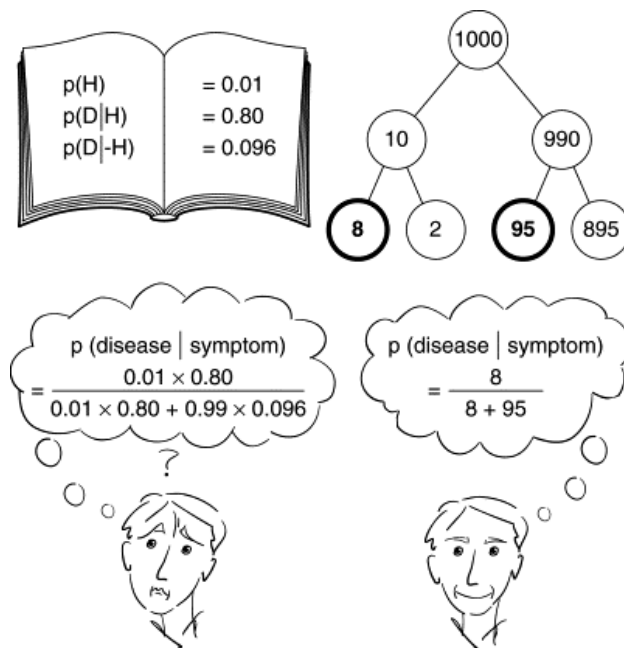 p(H) = 0.01
p(D|H) = 0.80
p(D|-H) = 0.096
1000
10 990
8 2 95 895
p (disease | symptom)
= 0.01 × 0.80
0.01 × 0.80 + 0.99 × 0.096
?
p (disease | symptom)
= 8
8 + 95